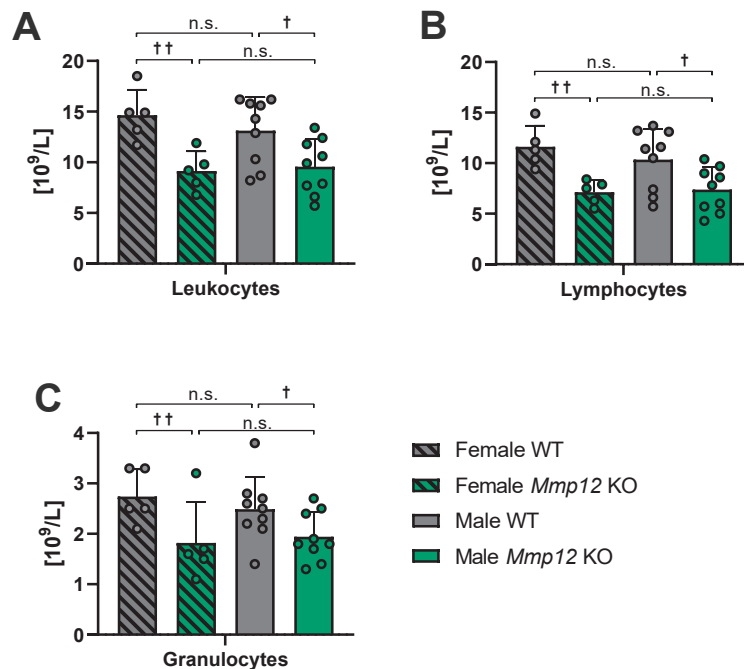 A
n.s.
†
††
n.s.
20
15
10
5
0
[10⁹/L]
Leukocytes
B
n.s.
†
††
n.s.
20
15
10
5
0
[10⁹/L]
Lymphocytes
C
n.s.
†
††
n.s.
4
3
2
1
0
[10⁹/L]
Granulocytes
Female WT
Female Mmp12 KO
Male WT
Male Mmp12 KO